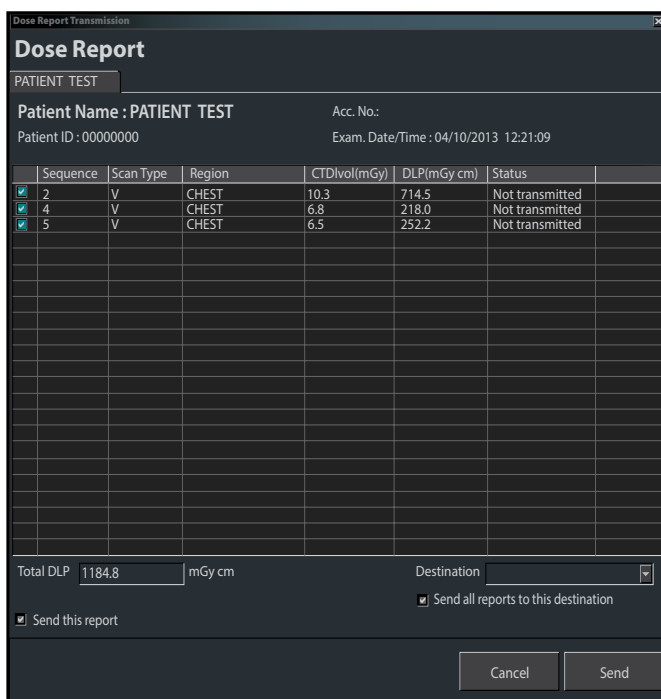 Dose Report Transmission
Dose Report
PATIENT TEST
Patient Name : PATIENT TEST Acc. No.:
Patient ID : 00000000 Exam. Date/Time : 04/10/2013 12:21:09
Sequence Scan Type Region CTDlvol(mGy) DLP(mGy cm) Status
2 V CHEST 10.3 714.5 Not transmitted
4 V CHEST 6.8 218.0 Not transmitted
5 V CHEST 6.5 252.2 Not transmitted
Total DLP 1184.8 mGy cm Destination
Send all reports to this destination
Send this report
Cancel Send